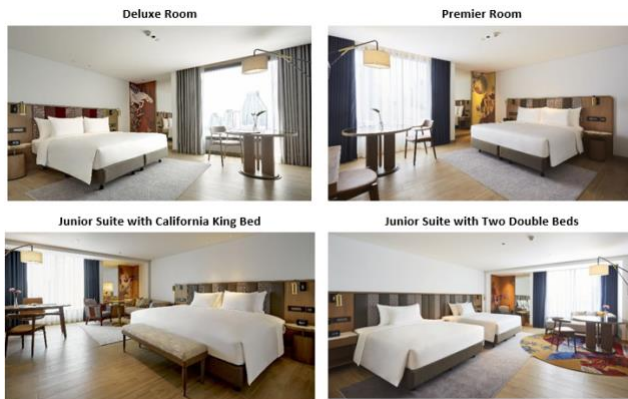 Deluxe Room
Premier Room
Junior Suite with California King Bed
Junior Suite with Two Double Beds